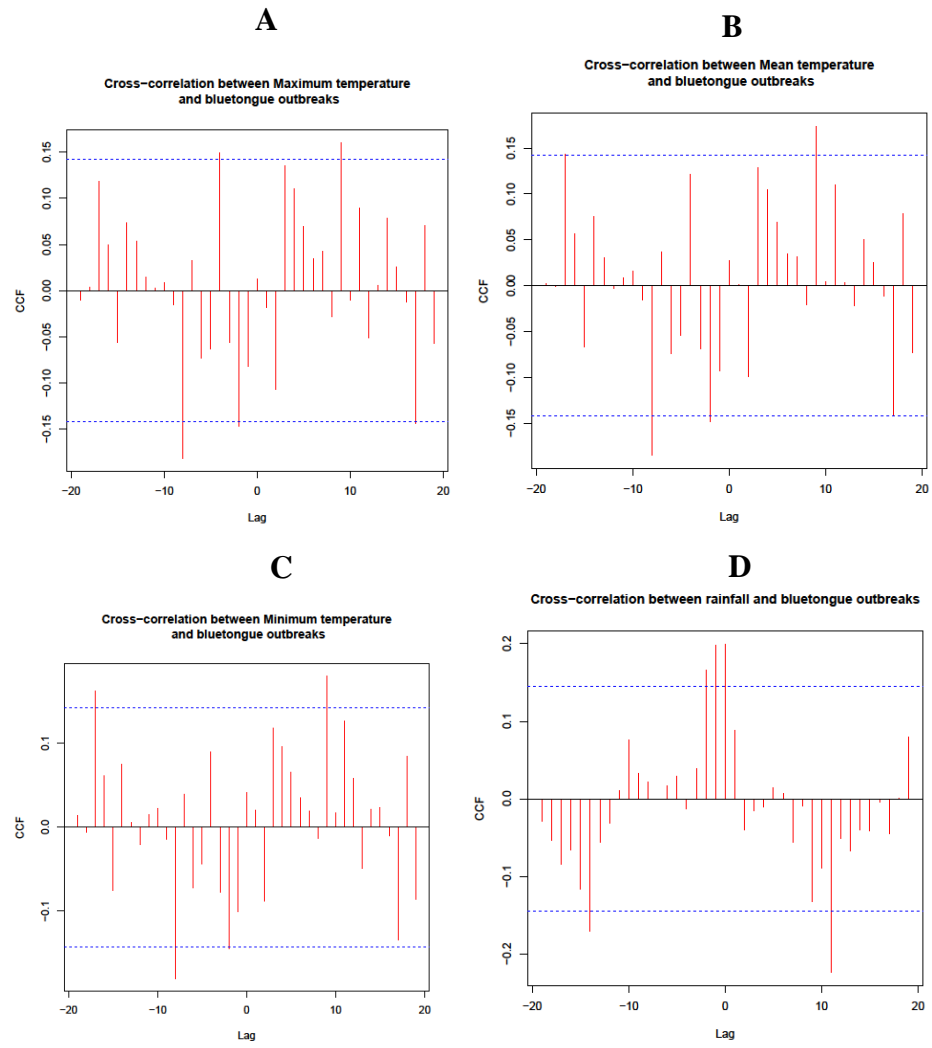 A
Cross-correlation between Maximum temperature
and bluetongue outbreaks
CCF
0.15
0.10
0.05
0.00
−0.05
−0.10
−0.15
−20
−10
0
10
20
Lag
B
Cross-correlation between Mean temperature
and bluetongue outbreaks
CCF
0.15
0.10
0.05
0.00
−0.05
−0.10
−0.15
−20
−10
0
10
20
Lag
C
Cross-correlation between Minimum temperature
and bluetongue outbreaks
CCF
0.1
0.0
−0.1
−20
−10
0
10
20
Lag
D
Cross-correlation between rainfall and bluetongue outbreaks
CCF
0.2
0.1
0.0
−0.1
−0.2
−20
−10
0
10
20
Lag